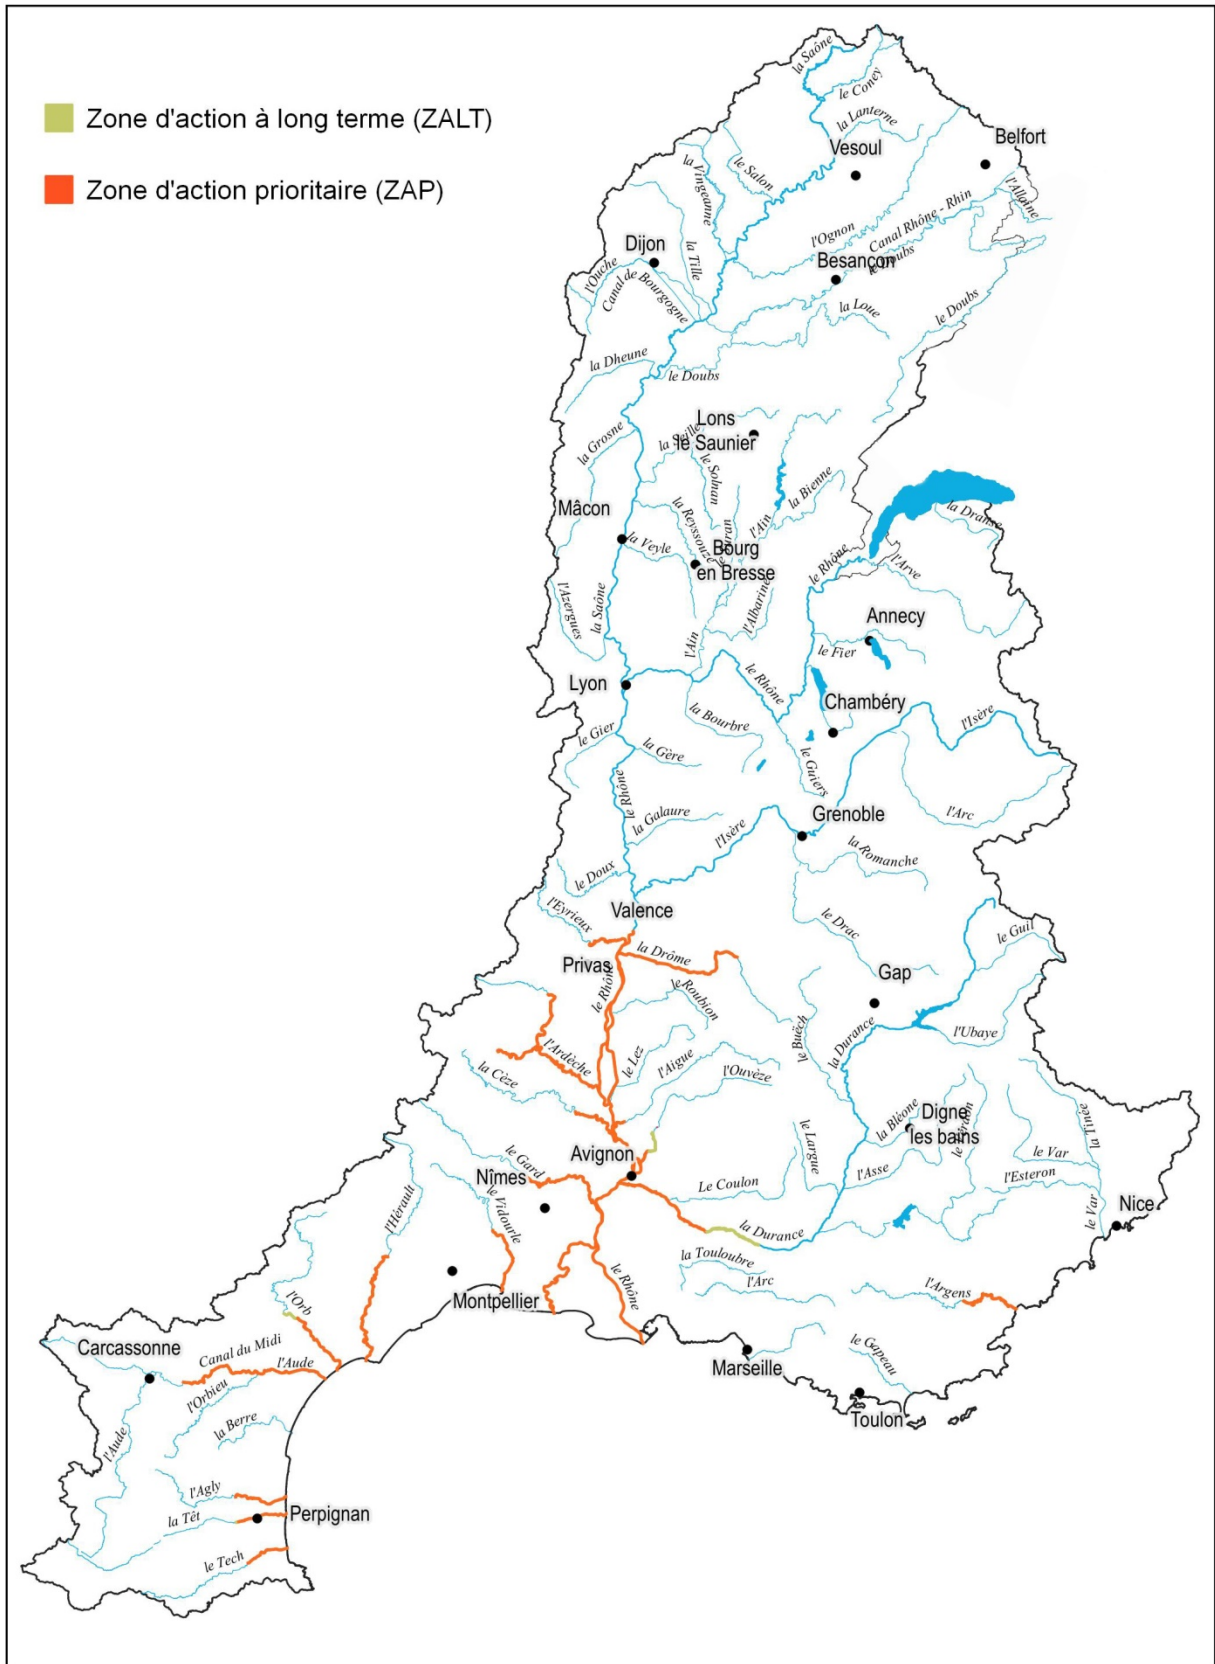 Zone d'action à long terme (ZALT)
Zone d'action prioritaire (ZAP)
la Saône
le Coney
la Lanterne
Vesoul
Belfort
l'Allaine
le Salon
la Vingeanne
la Tille
Dijon
l'Ouche
Canal de Bourgogne
l'Ognon
Canal Rhône - Rhin
Besançon
le Doubs
la Loue
le Doubs
la Dheune
le Doubs
la Grosne
Lons
le Saunier
la Seille
le Solnan
la Bienne
la Dranse
Mâcon
la Reyssouze
l'Ain
la Veyle
Bourg
en Bresse
le Rhône
l'Arve
l'Azergues
la Saône
l'Albarine
l'Ain
Annecy
le Fier
Lyon
le Rhône
Chambéry
la Bourbre
l'Isère
le Gier
la Gère
le Guiers
le Rhône
la Galaure
l'Isère
Grenoble
l'Arc
la Romanche
le Doux
Valence
l'Eyrieux
le Drac
le Guil
la Drôme
Privas
le Rhône
Gap
le Roubion
le Buëch
la Durance
l'Ubaye
l'Ardèche
le Lez
l'Aigue
l'Ouvèze
la Cèze
la Bléone
Digne
les bains
le Verdon
la Tinée
le Largue
Avignon
le Gard
Nîmes
le Var
l'Asse
l'Esteron
Le Coulon
le Vidourle
l'Hérault
la Durance
le Var
Nice
la Touloubre
l'Arc
le Rhône
l'Argens
l'Orb
Montpellier
Carcassonne
Canal du Midi
l'Aude
Marseille
le Gapeau
l'Orbieu
Toulon
la Berre
l'Aude
l'Agly
la Têt
Perpignan
le Tech